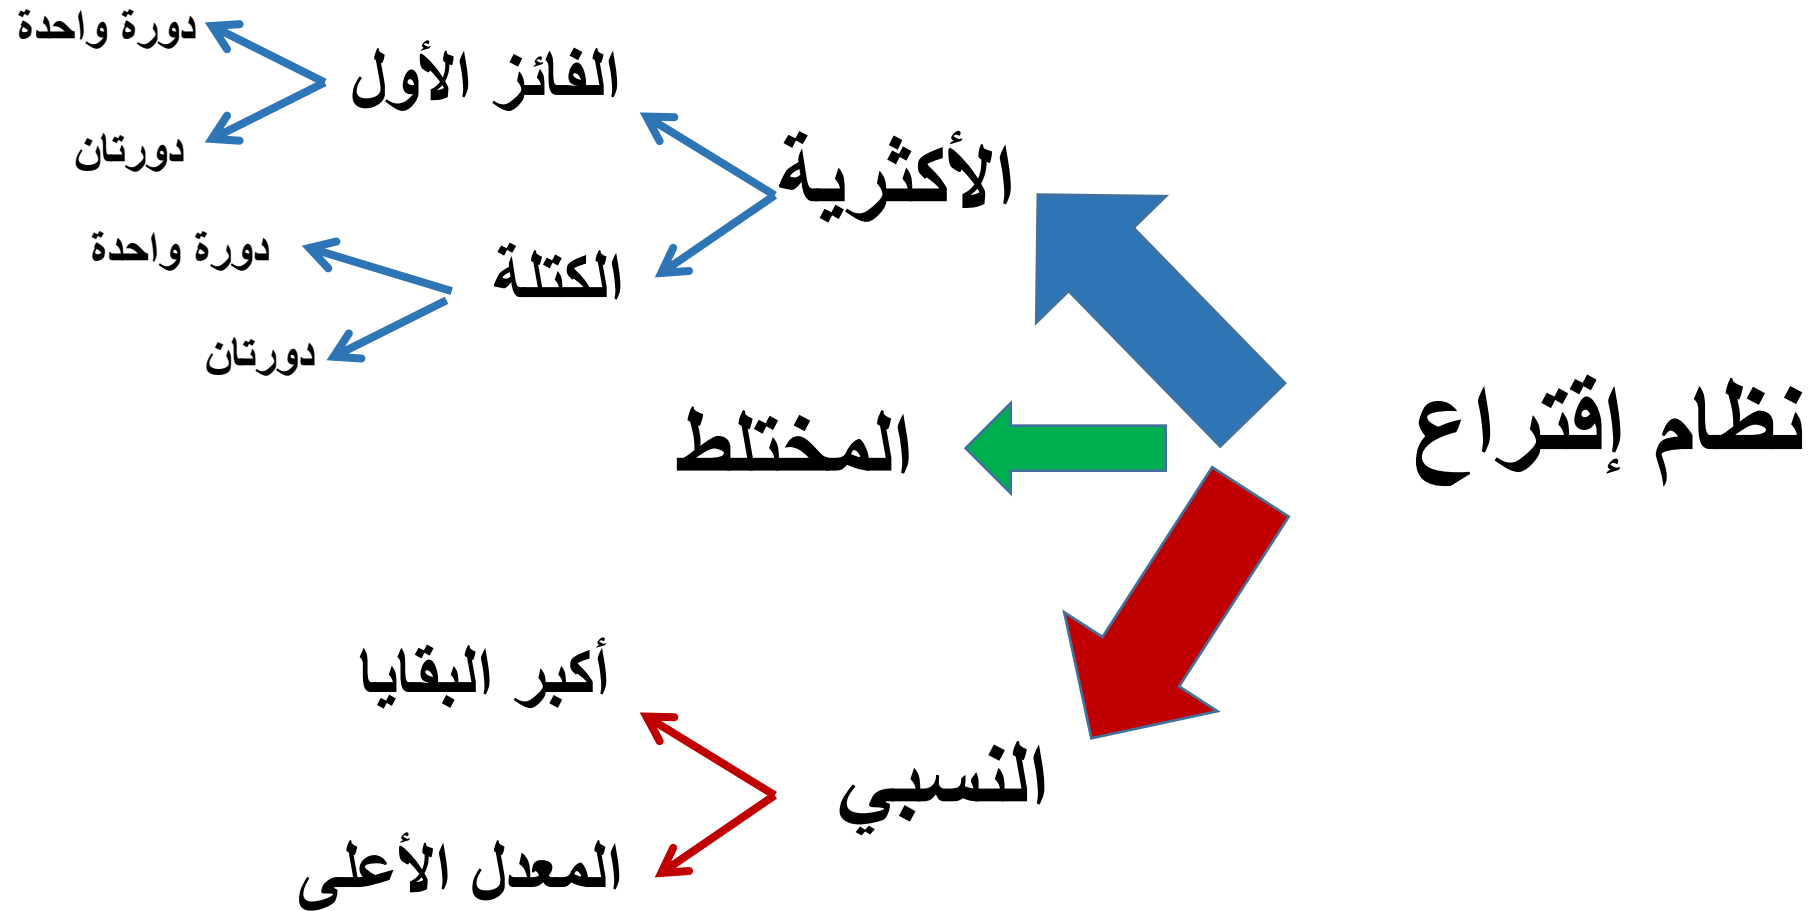 نظام إقتراع
الأكثرية
الفائز الأول
دورة واحدة
دورتان
الكتلة
دورة واحدة
دورتان
المختلط
النسبي
أكبر البقايا
المعدل الأعلى